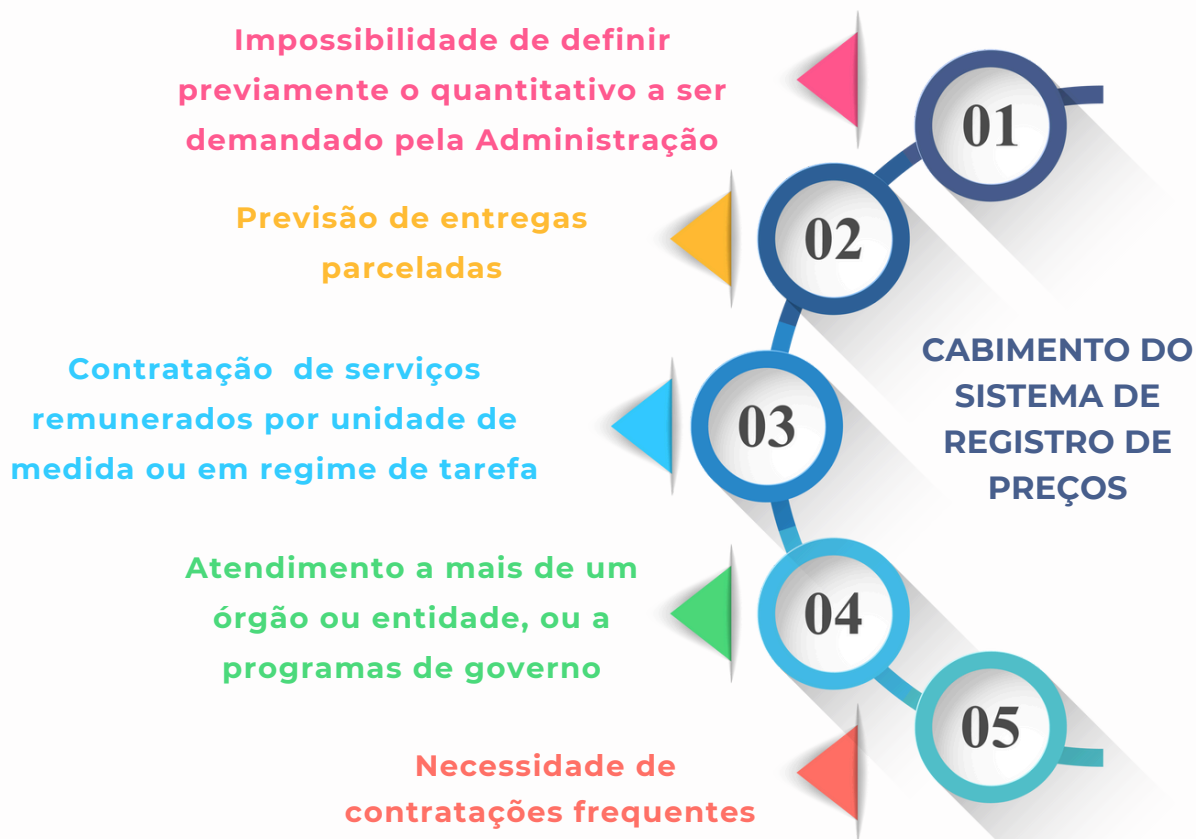 Impossibilidade de definir
previamente o quantitativo a ser
demandado pela Administração
01
Previsão de entregas
parceladas
02
Contratação de serviços
remunerados por unidade de
medida ou em regime de tarefa
03
CABIMENTO DO
SISTEMA DE
REGISTRO DE
PREÇOS
Atendimento a mais de um
órgão ou entidade, ou a
programas de governo
04
Necessidade de
contratações frequentes
05